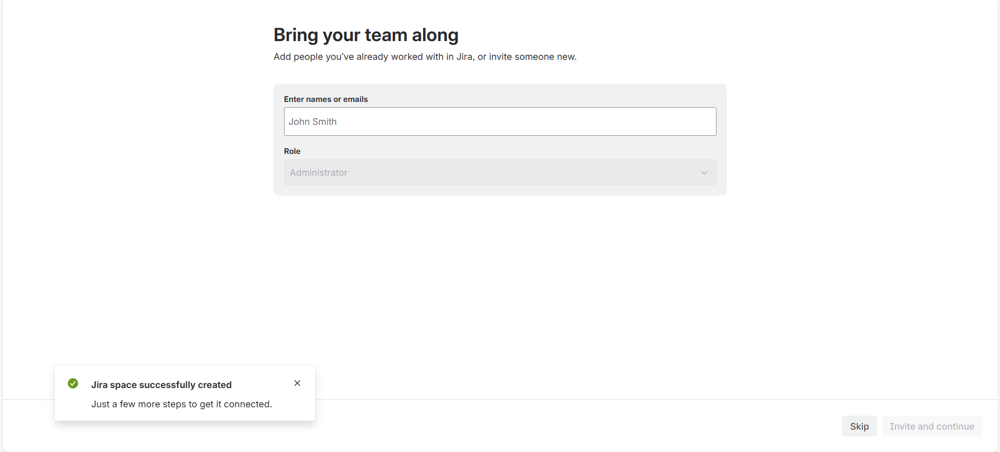 Bring your team along
Add people you’ve already worked with in Jira, or invite someone new.
Enter names or emails
John Smith
Role
Administrator
Jira space successfully created
Just a few more steps to get it connected.
Skip
Invite and continue